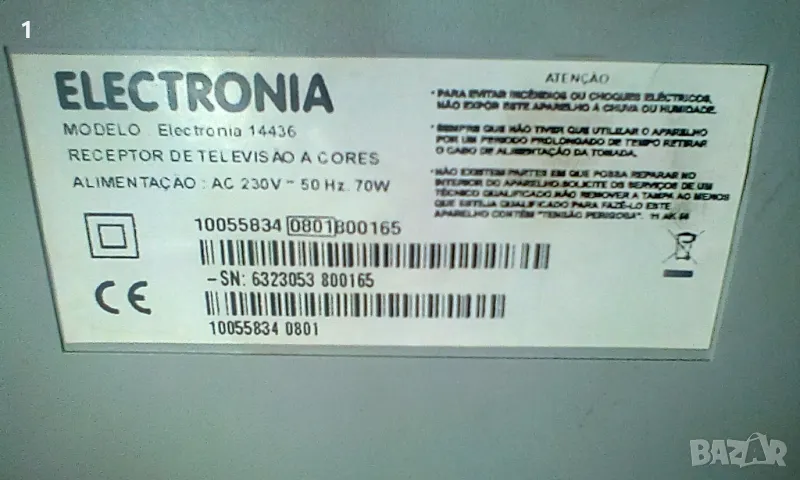 1
ELECTRONIA
MODELO Electronia 14436
RECEPTOR DE TELEVISÃO A CORES
ALIMENTAÇÃO : AC 230V ~ 50 Hz. 70W
ATENÇÃO
• PARA EVITAR INCÊNDIOS OU CHOQUES ELÉCTRICOS,
NÃO EXPOR ESTE APARELHO À CHUVA OU HUMIDADE.
• SEMPRE QUE NÃO TIVER QUE UTILIZAR O APARELHO
POR UM PERIODO PROLONGADO DE TEMPO RETIRAR
O CABO DE ALIMENTAÇÃO DA TOMADA.
• NÃO EXISTEM PARTES EM QUE POSSA REPARAR NO
INTERIOR DO APARELHO.SOLICITE OS SERVIÇOS DE UM
TÉCNICO QUALIFICADO.NÃO REMOVER A TAMPA AO MENOS
QUE ESTEJA QUALIFICADO PARA FAZÊ-LO ESTE
APARELHO CONTÉM "TENSÃO PERIGOSA". 11 AK
10055834 0801 800165
-SN: 6323053 800165
CE
10055834 0801
BAZAR